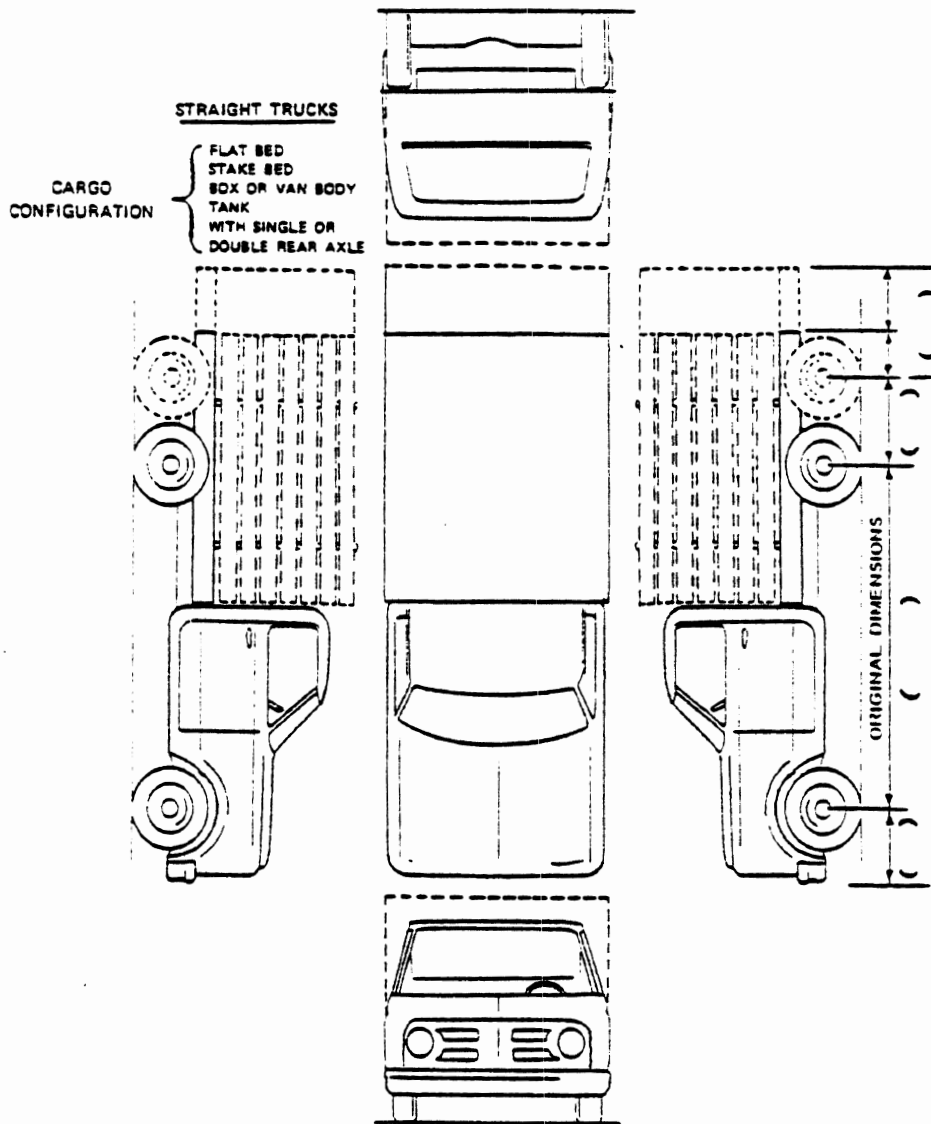 STRAIGHT TRUCKS
CARGO
CONFIGURATION
FLAT BED
STAKE BED
BOX OR VAN BODY
TANK
WITH SINGLE OR
DOUBLE REAR AXLE
ORIGINAL DIMENSIONS